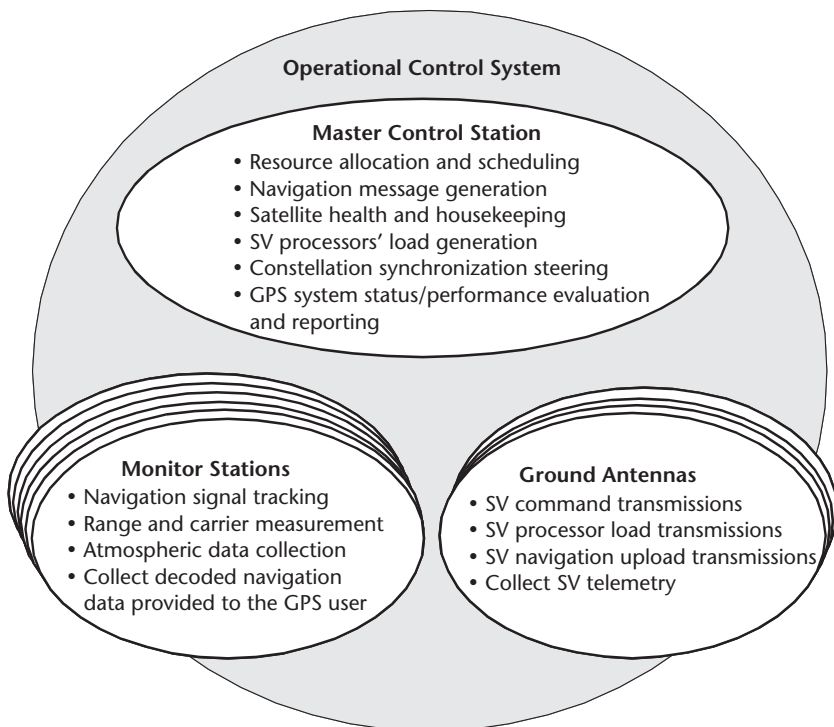 Operational Control System
Master Control Station
• Resource allocation and scheduling
• Navigation message generation
• Satellite health and housekeeping
• SV processors’ load generation
• Constellation synchronization steering
• GPS system status/performance evaluation
and reporting
Monitor Stations
• Navigation signal tracking
• Range and carrier measurement
• Atmospheric data collection
• Collect decoded navigation
data provided to the GPS user
Ground Antennas
• SV command transmissions
• SV processor load transmissions
• SV navigation upload transmissions
• Collect SV telemetry